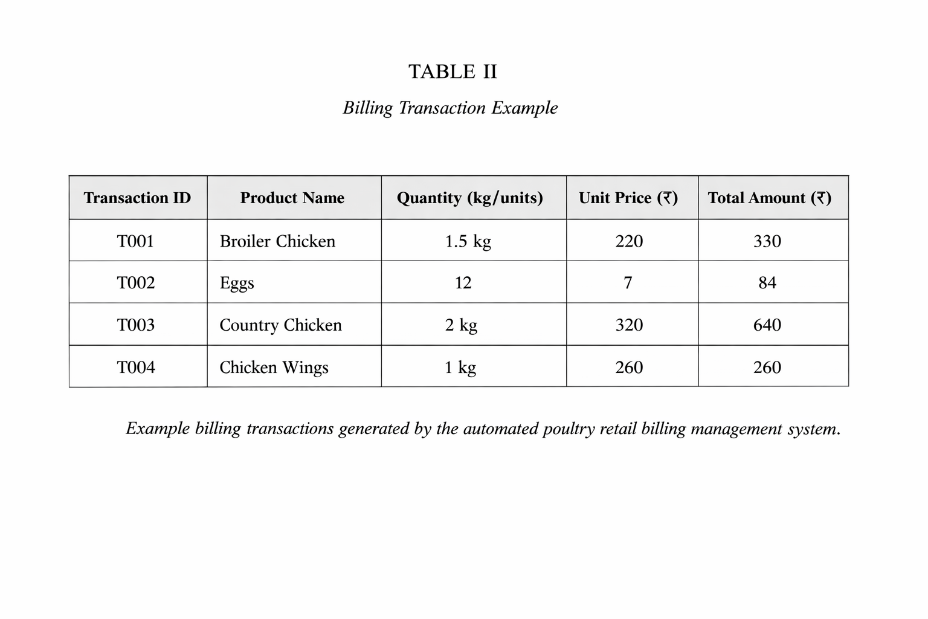 TABLE II
Billing Transaction Example
Transaction ID Product Name Quantity (kg/units) Unit Price (₹) Total Amount (₹)
T001 Broiler Chicken 1.5 kg 220 330
T002 Eggs 12 7 84
T003 Country Chicken 2 kg 320 640
T004 Chicken Wings 1 kg 260 260
Example billing transactions generated by the automated poultry retail billing management system.